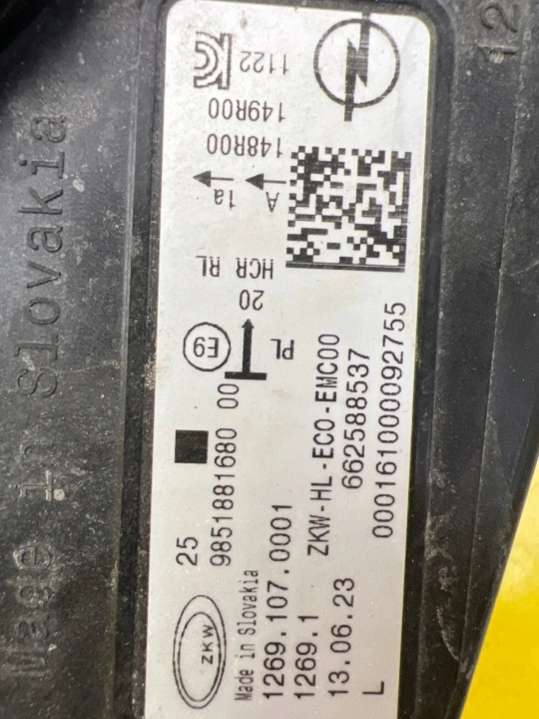 Made in Slovakia
12
ZKW
25
9851881680 00
Made in Slovakia
1269.107.0001
1269.1 ZKW-HL-ECO-EMC00
13.06.23 662588537
L 00016100000092755
E9
PL
20
HCR RL
1a A
148R00
149R00
1122